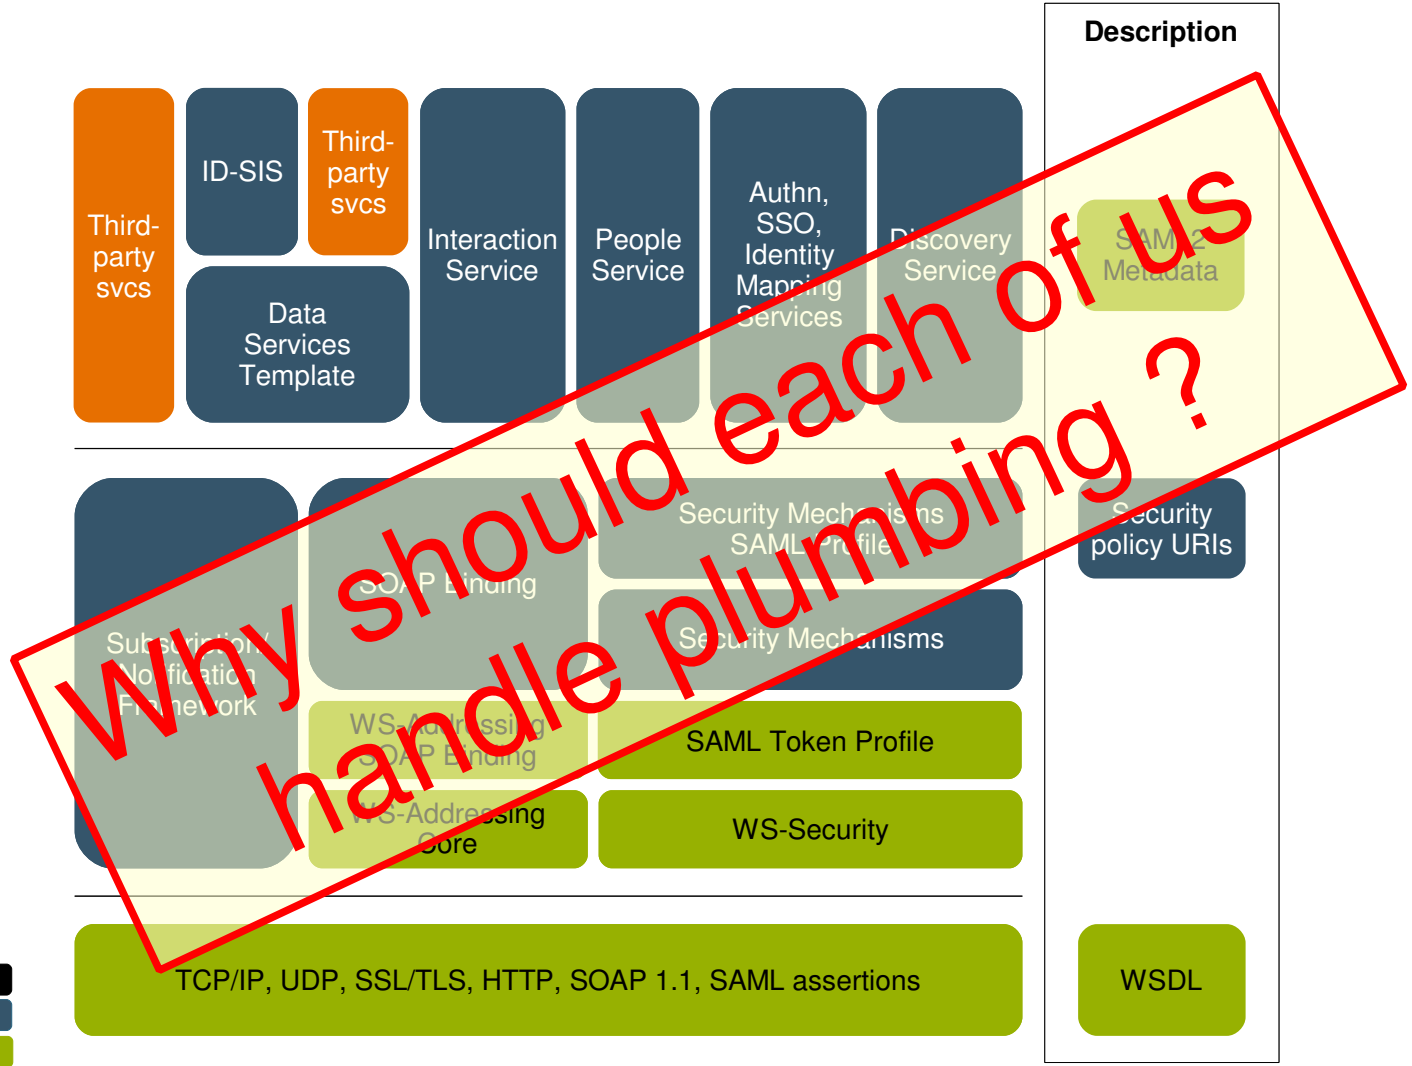 Description
Third-
party
svcs
ID-SIS
Third-
party
svcs
Data
Services
Template
Interaction
Service
People
Service
Authn,
SSO,
Identity
Mapping
Services
Discovery
Service
SAML2
Metadata
Why should each of us
handle plumbing ?
Subscription/
Notification
Framework
SOAP Binding
Security Mechanisms
SAML Profile
Security
policy URIs
Security Mechanisms
WS-Addressing
SOAP Binding
SAML Token Profile
WS-Addressing
Core
WS-Security
TCP/IP, UDP, SSL/TLS, HTTP, SOAP 1.1, SAML assertions
WSDL